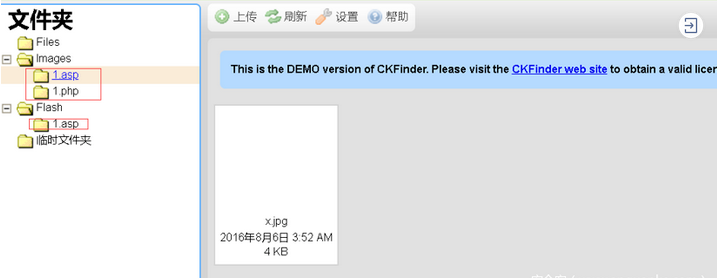 文件夹
Files
Images
1.asp
1.php
Flash
1.asp
临时文件夹
上传 刷新 设置 帮助
This is the DEMO version of CKFinder. Please visit the CKFinder web site to obtain a valid licen
x.jpg
2016年8月6日 3:52 AM
4 KB